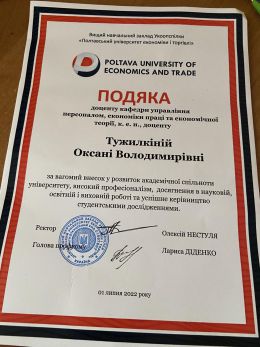 Вищий навчальний заклад Укоопспілки
«Полтавський університет економіки і торгівлі»
POLTAVA UNIVERSITY OF
ECONOMICS AND TRADE
ПОДЯКА
доценту кафедри управління
персоналом, економіки праці та економічної
теорії, к. е. н., доценту
Тужилкіній
Оксані Володимирівні
за вагомий внесок у розвиток академічної спільноти
університету, високий професіоналізм, досягнення в науковій,
освітній і виховній роботі та успішне керівництво
студентськими дослідженнями.
Ректор
Олексій НЕСТУЛЯ
Голова профкому
Лариса ДІДЕНКО
01 липня 2022 року